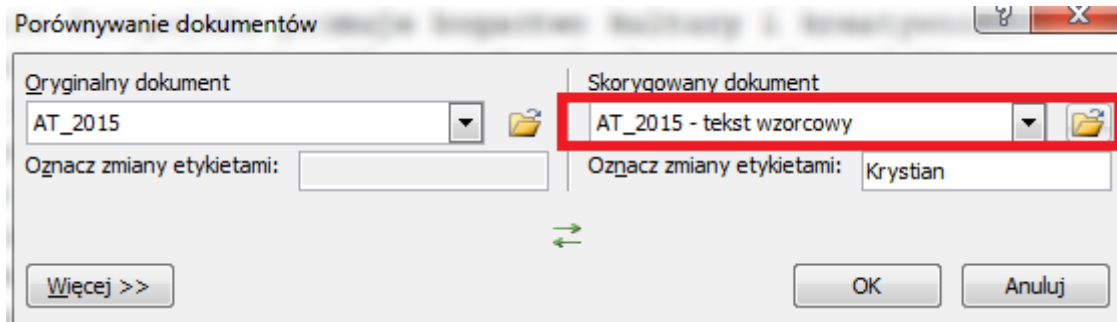 Porównywanie dokumentów
?
X
Oryginalny dokument
Skorygowany dokument
AT_2015
AT_2015 - tekst wzorcowy
Oznacz zmiany etykietami:
Oznacz zmiany etykietami: Krystian
Więcej >>
OK
Anuluj